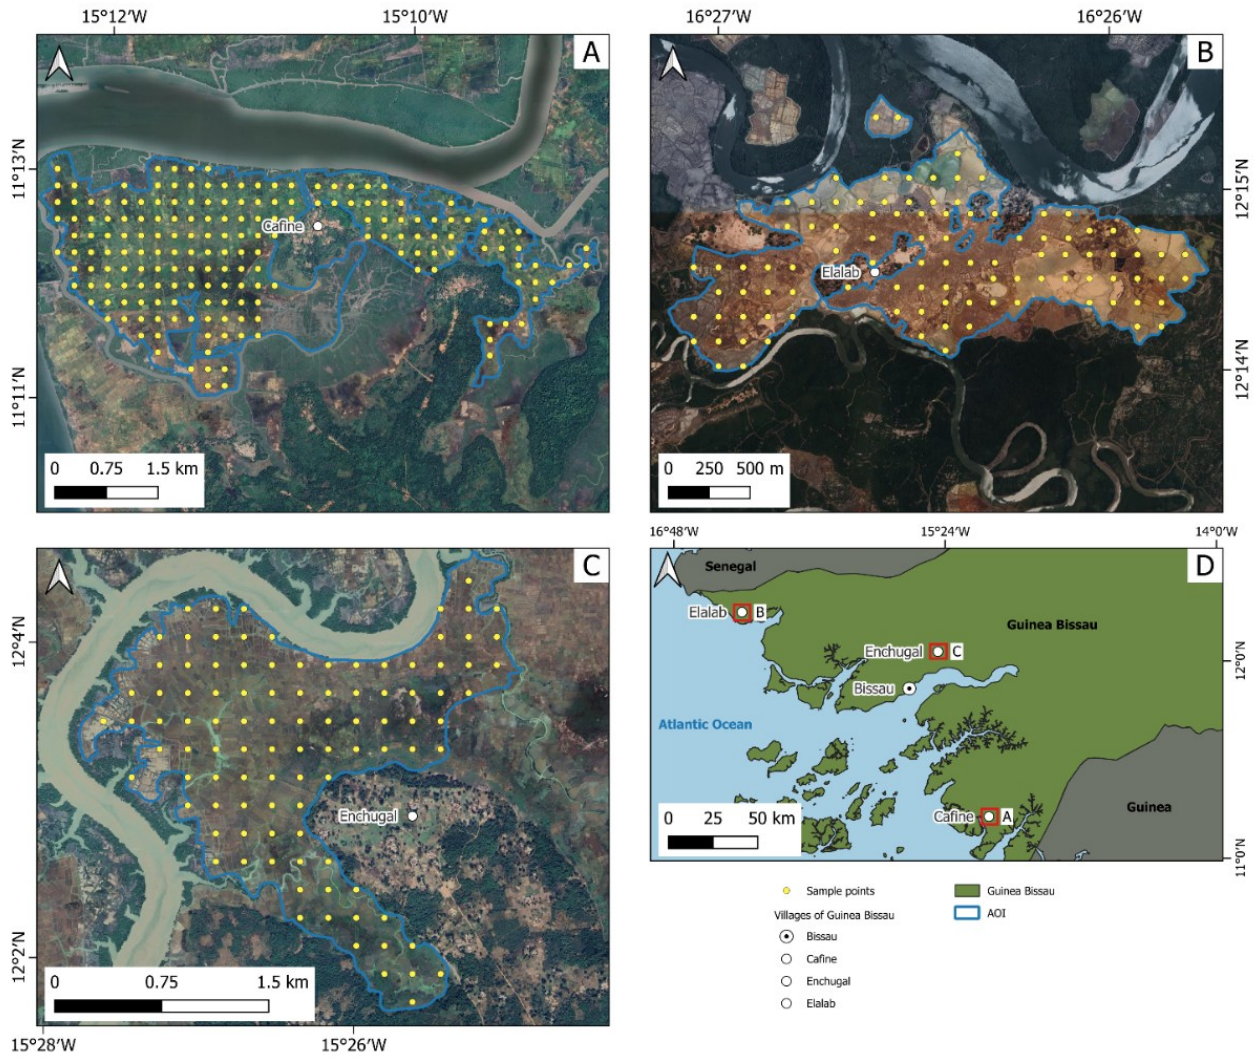 15°12'W 15°10'W 16°27'W 16°26'W
A
B
11°13'N
12°15'N
Cafine
Elalab
12°14'N
11°11'N
0 0.75 1.5 km
0 250 500 m
16°48'W 15°24'W 14°0'W
C
D
Senegal
Elalab B
Guinea Bissau
12°4'N
Enchugal C
12°0'N
Bissau
Atlantic Ocean
Enchugal
Guinea
0 25 50 km
Cafine A
11°0'N
Sample points
Guinea Bissau
Villages of Guinea Bissau
AOI
Bissau
Cafine
Enchugal
Elalab
12°2'N
0 0.75 1.5 km
15°28'W 15°26'W